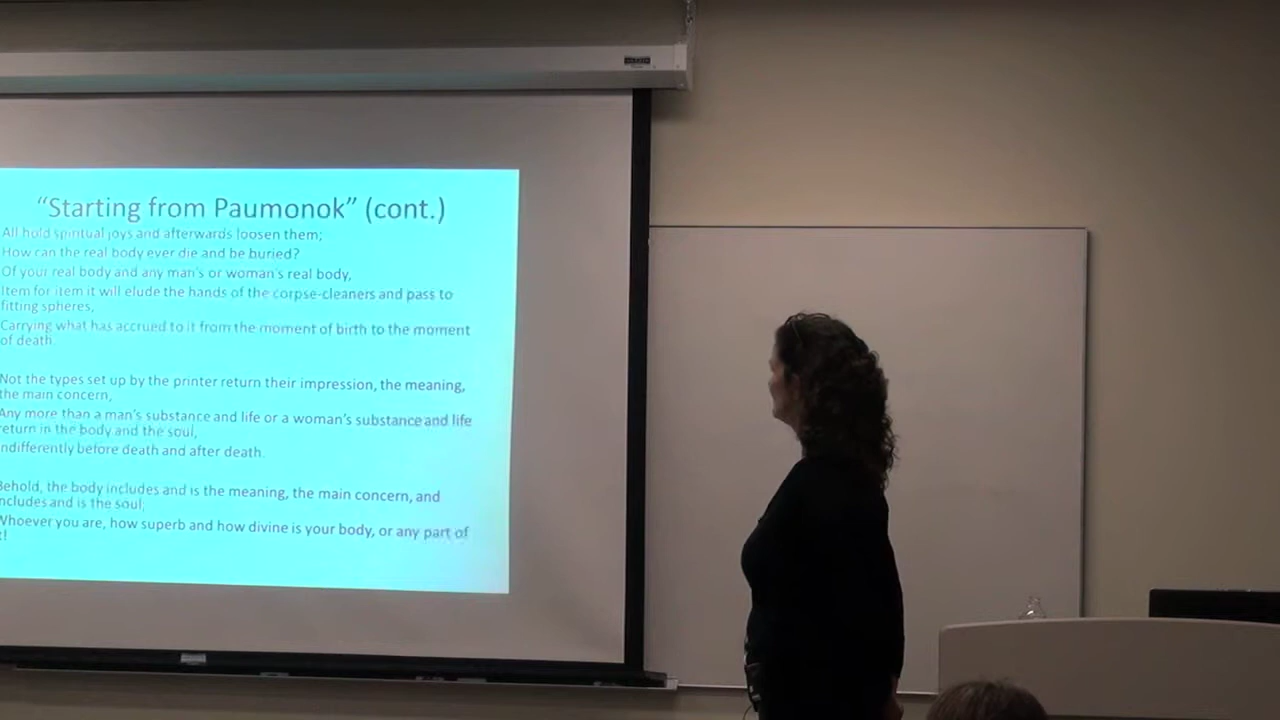 “Starting from Paumonok” (cont.)
All hold spiritual joys and afterwards loosen them;
How can the real body ever die and be buried?
Of your real body and any man's or woman's real body,
Item for item it will elude the hands of the corpse-cleaners and pass to
fitting spheres,
Carrying what has accrued to it from the moment of birth to the moment
of death.
Not the types set up by the printer return their impression, the meaning,
the main concern,
Any more than a man's substance and life or a woman's substance and life
return in the body and the soul,
ndifferently before death and after death.
Behold, the body includes and is the meaning, the main concern, and
ncludes and is the soul;
Whoever you are, how superb and how divine is your body, or any part of
t!